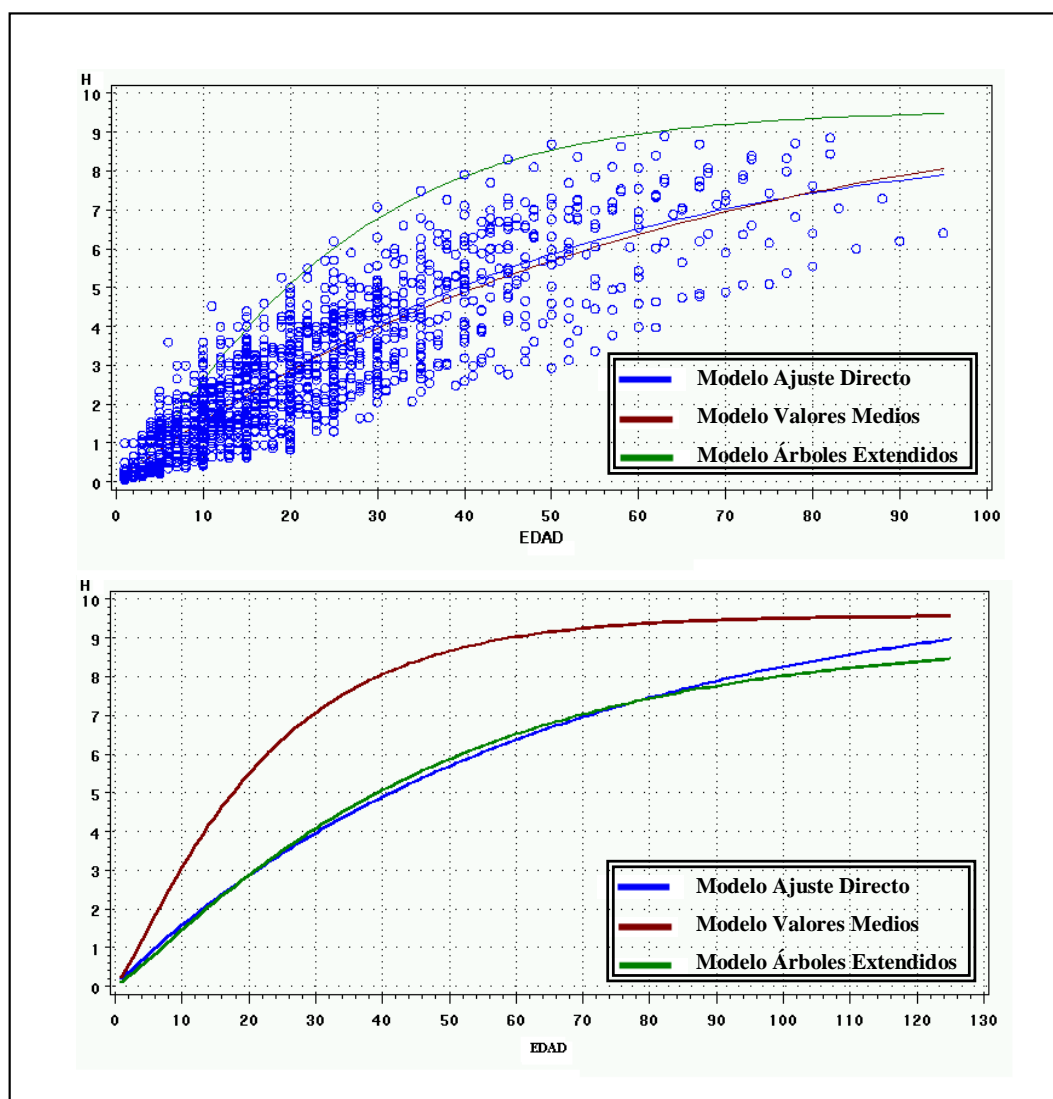 H
10
9
8
7
6
5
4
3
2
1
0
Modelo Ajuste Directo
Modelo Valores Medios
Modelo Árboles Extendidos
0 10 20 30 40 50 60 70 80 90 100
EDAD
H
10
9
8
7
6
5
4
3
2
1
0
Modelo Ajuste Directo
Modelo Valores Medios
Modelo Árboles Extendidos
0 10 20 30 40 50 60 70 80 90 100 110 120 130
EDAD